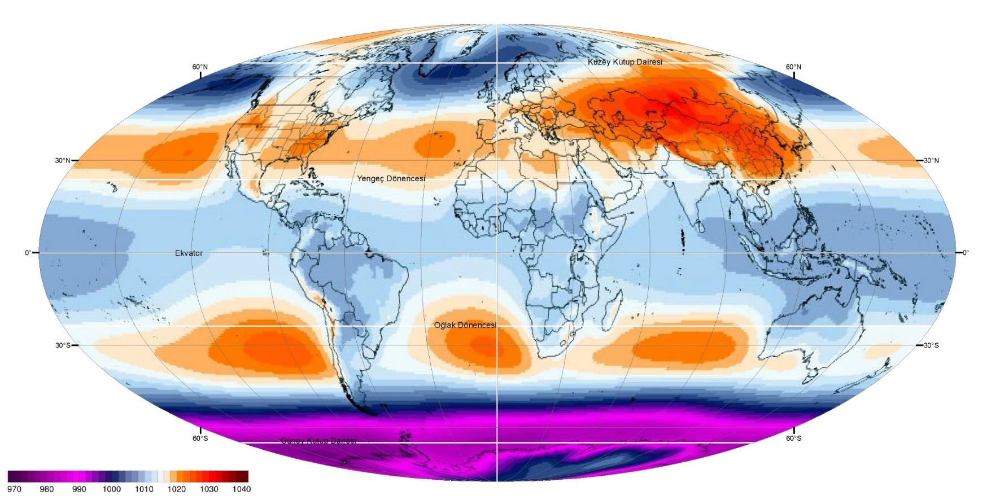 Kuzey Kutup Dairesi
60°N
60°N
30°N
30°N
Yengeç Dönencesi
0°
Ekvator
0°
Oğlak Dönencesi
30°S
30°S
60°S
60°S
Güney Kutup Dairesi
970 980 990 1000 1010 1020 1030 1040